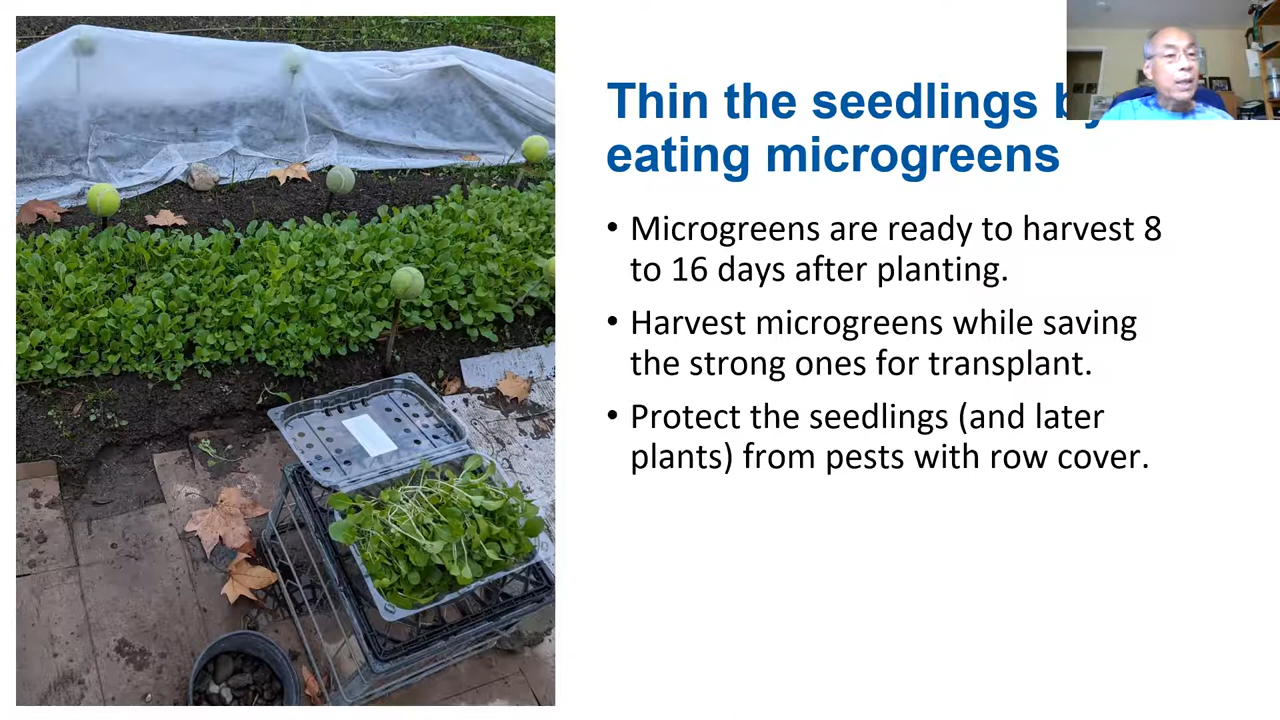 Thin the seedlings by
eating microgreens
• Microgreens are ready to harvest 8
to 16 days after planting.
• Harvest microgreens while saving
the strong ones for transplant.
• Protect the seedlings (and later
plants) from pests with row cover.